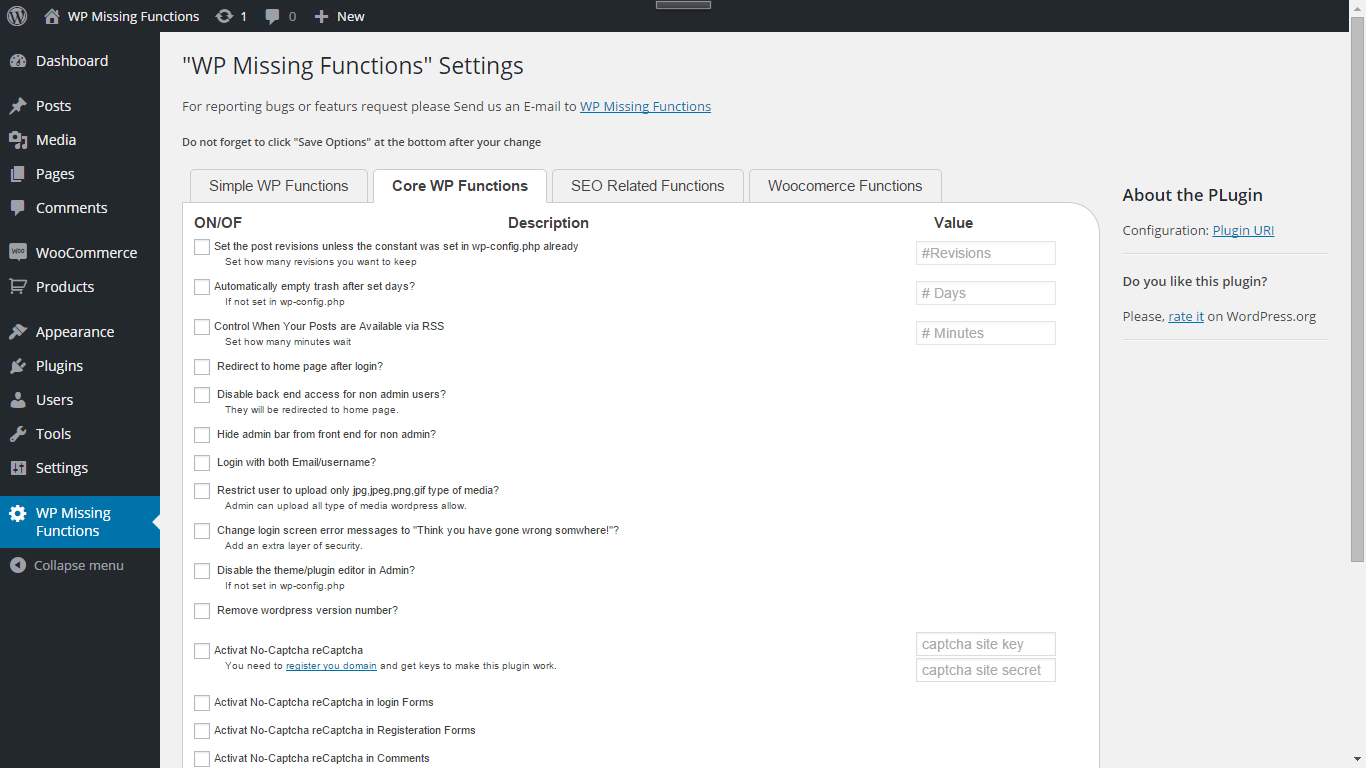 WP Missing Functions 1 0 New
Dashboard
Posts
Media
Pages
Comments
WooCommerce
Products
Appearance
Plugins
Users
Tools
Settings
WP Missing
Functions
Collapse menu
"WP Missing Functions" Settings
For reporting bugs or featurs request please Send us an E-mail to WP Missing Functions
Do not forget to click "Save Options" at the bottom after your change
Simple WP Functions Core WP Functions SEO Related Functions Woocomerce Functions
ON/OF Description Value
Set the post revisions unless the constant was set in wp-config.php already
Set how many revisions you want to keep
#Revisions
Automatically empty trash after set days?
If not set in wp-config.php
# Days
Control When Your Posts are Available via RSS
Set how many minutes wait
# Minutes
Redirect to home page after login?
Disable back end access for non admin users?
They will be redirected to home page.
Hide admin bar from front end for non admin?
Login with both Email/username?
Restrict user to upload only jpg,jpeg,png,gif type of media?
Admin can upload all type of media wordpress allow.
Change login screen error messages to "Think you have gone wrong somwhere!"?
Add an extra layer of security.
Disable the theme/plugin editor in Admin?
If not set in wp-config.php
Remove wordpress version number?
Activat No-Captcha reCaptcha
You need to register you domain and get keys to make this plugin work.
captcha site key
captcha site secret
Activat No-Captcha reCaptcha in login Forms
Activat No-Captcha reCaptcha in Registeration Forms
Activat No-Captcha reCaptcha in Comments
About the PLugin
Configuration: Plugin URI
Do you like this plugin?
Please, rate it on WordPress.org